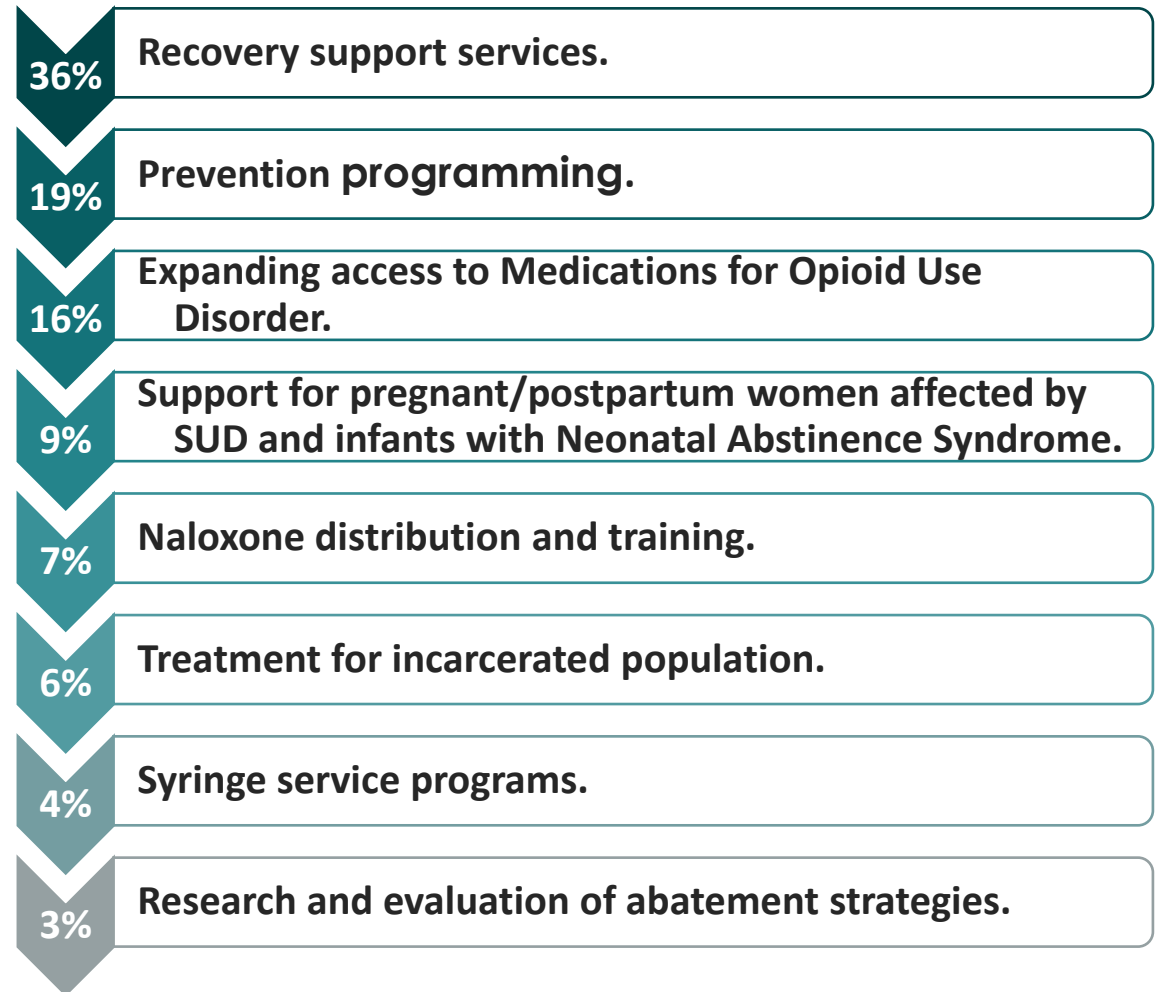 36%
Recovery support services.
19%
Prevention programming.
16%
Expanding access to Medications for Opioid Use
Disorder.
9%
Support for pregnant/postpartum women affected by
SUD and infants with Neonatal Abstinence Syndrome.
7%
Naloxone distribution and training.
6%
Treatment for incarcerated population.
4%
Syringe service programs.
3%
Research and evaluation of abatement strategies.